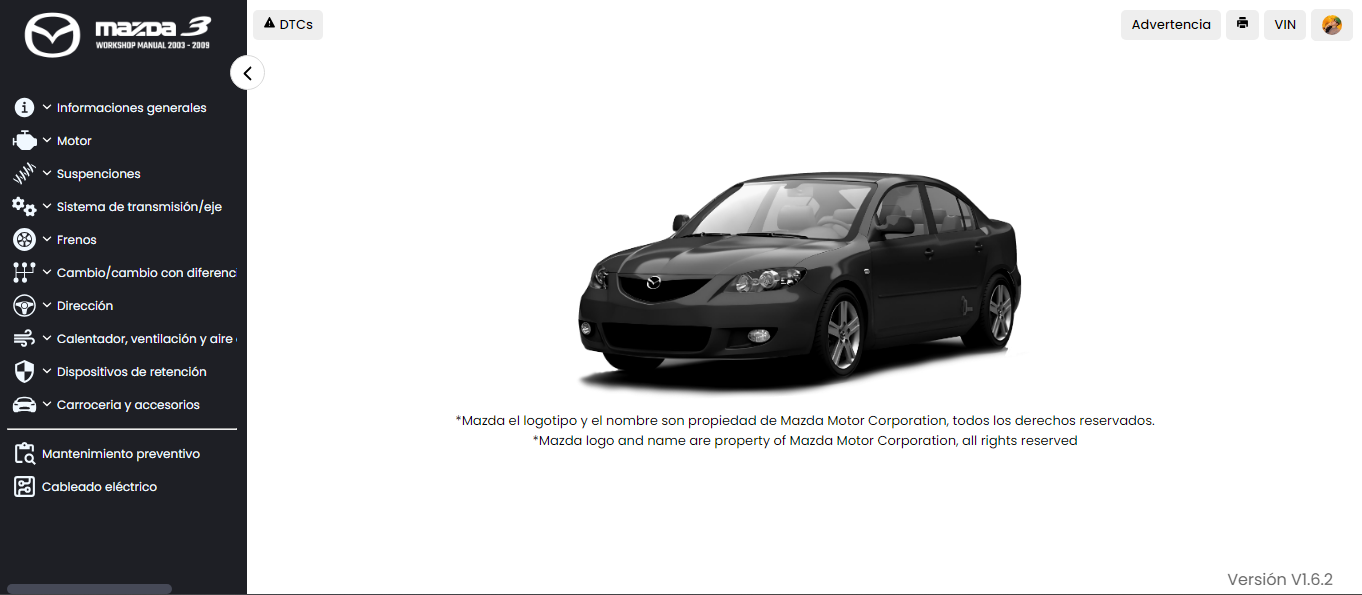 mazda 3
WORKSHOP MANUAL 2003 - 2009
DTCs
Advertencia
VIN
Informaciones generales
Motor
Suspenciones
Sistema de transmisión/eje
Frenos
Cambio/cambio con diferenci
Dirección
Calentador, ventilación y aire
Dispositivos de retención
Carroceria y accesorios
Mantenimiento preventivo
Cableado eléctrico
*Mazda el logotipo y el nombre son propiedad de Mazda Motor Corporation, todos los derechos reservados.
*Mazda logo and name are property of Mazda Motor Corporation, all rights reserved
Versión V1.6.2